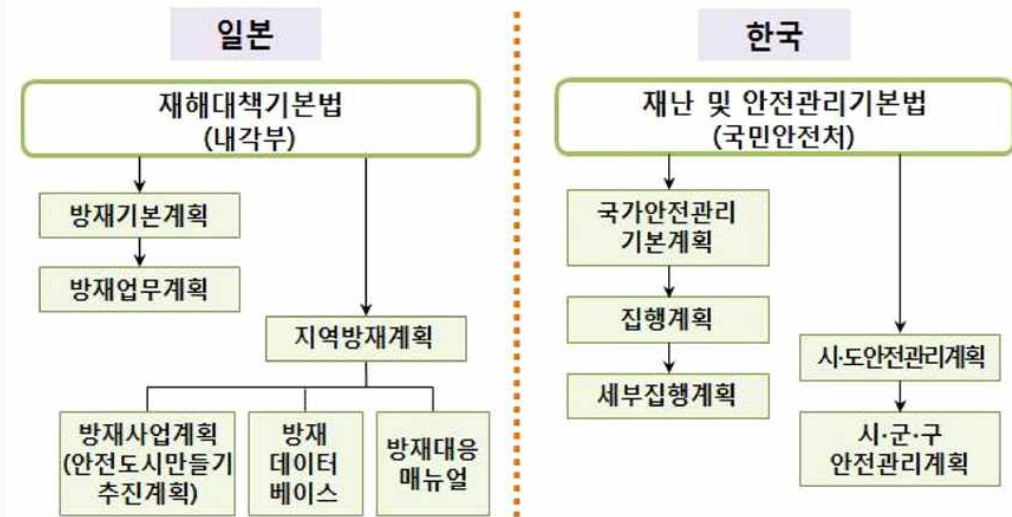 일본
재해대책기본법
(내각부)
방재기본계획
방재업무계획
지역방재계획
방재사업계획
(안전도시만들기
추진계획)
방재
데이터
베이스
방재대응
매뉴얼
한국
재난 및 안전관리기본법
(국민안전처)
국가안전관리
기본계획
집행계획
세부집행계획
시·도안전관리계획
시·군·구
안전관리계획